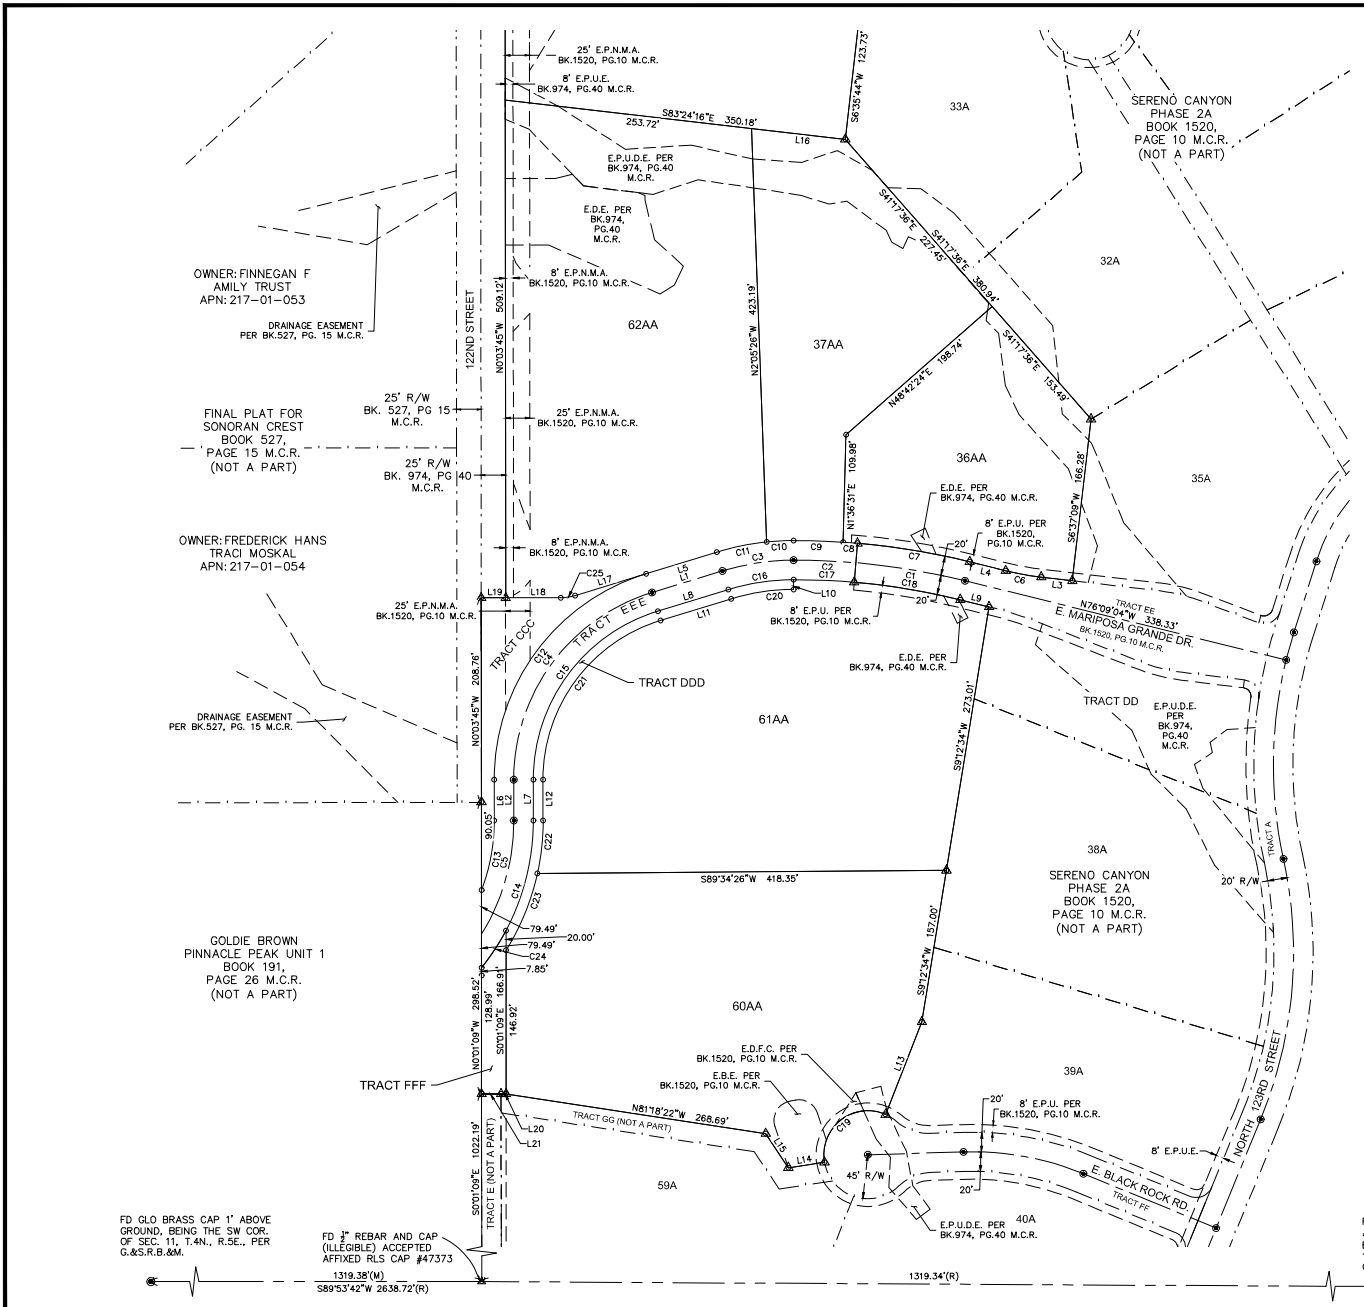 25' E.P.N.M.A.
BK.1520, PG.10 M.C.R.
8' E.P.U.E.
BK.974, PG.40 M.C.R.
S83°24'16"E 350.18'
253.72'
L16
S6°35'44"W 123.73'
33A
SERENO CANYON
PHASE 2A
BOOK 1520,
PAGE 10 M.C.R.
(NOT A PART)
E.P.U.D.E. PER
BK.974, PG.40
M.C.R.
E.D.E. PER
BK.974,
PG.40
M.C.R.
S41°17'36"E 227.45'
S41°17'36"E 380.94'
32A
OWNER: FINNEGAN F
AMILY TRUST
APN: 217-01-053
DRAINAGE EASEMENT
PER BK.527, PG. 15 M.C.R.
122ND STREET
N0°03'45"W 509.12'
8' E.P.N.M.A.
BK.1520, PG.10 M.C.R.
62AA
N2°05'26"W 423.19'
37AA
N48°42'24"E 198.74'
S41°17'36"E 153.49'
25' R/W
BK. 527, PG 15
M.C.R.
25' E.P.N.M.A.
BK.1520, PG.10 M.C.R.
FINAL PLAT FOR
SONORAN CREST
BOOK 527,
PAGE 15 M.C.R.
(NOT A PART)
25' R/W
BK. 974, PG 40
M.C.R.
N1°36'31"E 109.98'
36AA
S6°37'09"W 166.28'
35A
E.D.E. PER
BK.974, PG.40 M.C.R.
8' E.P.U. PER
BK.1520,
PG.10 M.C.R.
OWNER: FREDERICK HANS
TRACI MOSKAL
APN: 217-01-054
8' E.P.N.M.A.
BK.1520, PG.10 M.C.R.
C11
C10
C9
C8
C7
20'
L4
C6
L3
C25
L17
L5
L1
C3
C2
C1
L19
L18
C16
C17
C18
L8
C20
L10
L11
20'
L9
25' E.P.N.M.A.
BK.1520, PG.10 M.C.R.
8' E.P.U. PER
BK.1520, PG.10 M.C.R.
TRACT EE
N76°09'04"W 338.33'
E. MARIPOSA GRANDE DR.
BK.1520, PG.10 M.C.R.
TRACT CCC
TRACT EEE
C12
C4
C15
C21
TRACT DDD
E.D.E. PER
BK.974, PG.40 M.C.R.
N0°03'45"W 208.76'
DRAINAGE EASEMENT
PER BK.527, PG. 15 M.C.R.
61AA
S9°12'34"W 273.01'
TRACT DD
E.P.U.D.E.
PER
BK.974,
PG.40
M.C.R.
L6
L2
L7
L12
90.05'
C13
C5
C14
C22
C23
TRACT A
20' R/W
38A
SERENO CANYON
PHASE 2A
BOOK 1520,
PAGE 10 M.C.R.
(NOT A PART)
S89°34'26"W 418.35'
79.49'
20.00'
79.49'
C24
7.85'
S9°12'34"W 157.00'
GOLDIE BROWN
PINNACLE PEAK UNIT 1
BOOK 191,
PAGE 26 M.C.R.
(NOT A PART)
N0°01'09"W 298.52'
128.99'
S0°01'09"E 166.91'
146.92'
60AA
E.D.F.C. PER
BK.1520, PG.10 M.C.R.
E.B.E. PER
BK.1520, PG.10 M.C.R.
L13
39A
NORTH 123RD STREET
TRACT FFF
L20
L21
N81°18'22"W 268.69'
TRACT GG (NOT A PART)
C19
L15
L14
20'
8' E.P.U. PER
BK.1520, PG.10 M.C.R.
8' E.P.U.E.
45' R/W
20'
E. BLACK ROCK RD.
TRACT FF
59A
40A
E.P.U.D.E. PER
BK.974, PG.40 M.C.R.
S0°01'09"E 1022.19'
TRACT E (NOT A PART)
FD GLO BRASS CAP 1' ABOVE
GROUND, BEING THE SW COR.
OF SEC. 11, T.4N., R.5E., PER
G.&S.R.B.&M.
FD ½" REBAR AND CAP
(ILLEGIBLE) ACCEPTED
AFFIXED RLS CAP #47373
1319.38'(M)
S89°53'42"W 2638.72'(R)
1319.34'(R)